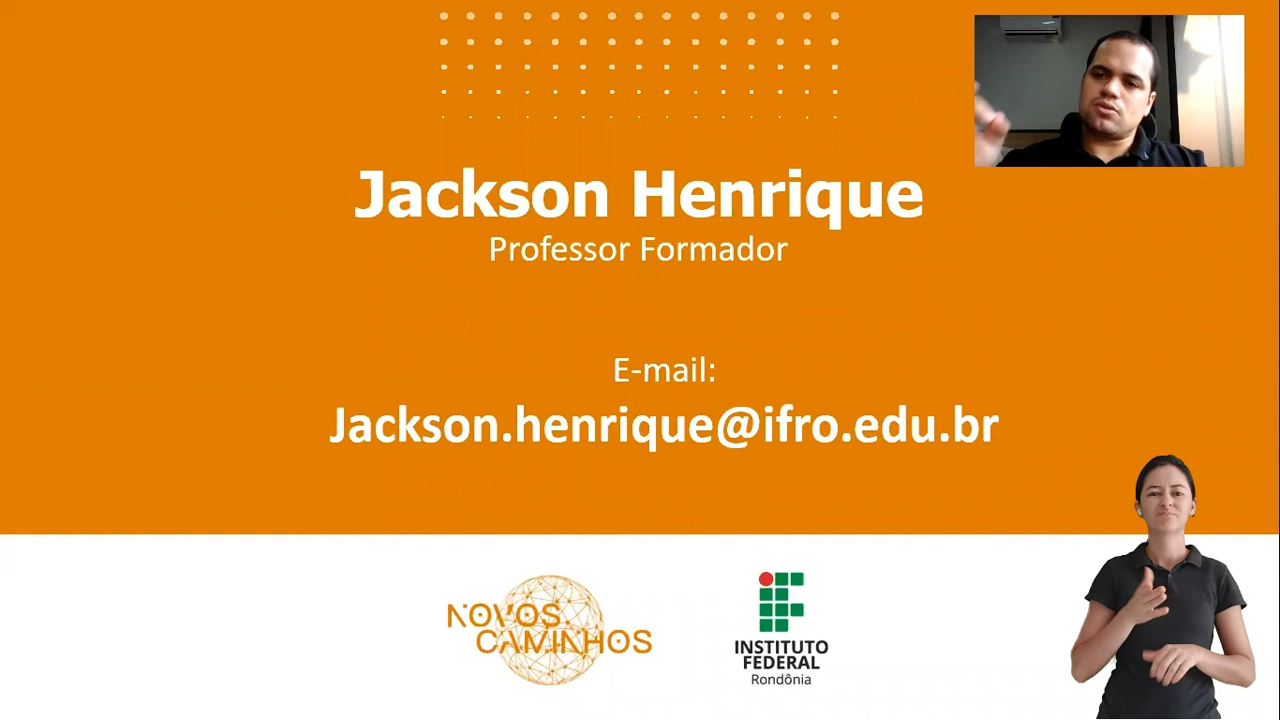 Jackson Henrique
Professor Formador
E-mail:
Jackson.henrique@ifro.edu.br
NOVOS
CAMINHOS
INSTITUTO
FEDERAL
Rondônia